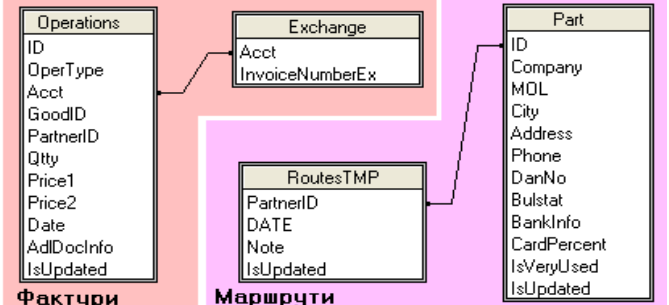 Operations
ID
OperType
Acct
GoodID
PartnerID
Qtty
Price1
Price2
Date
AdlDocInfo
IsUpdated
Фактури
Exchange
Acct
InvoiceNumberEx
RoutesTMP
PartnerID
DATE
Note
IsUpdated
Маршрути
Part
ID
Company
MOL
City
Address
Phone
DanNo
Bulstat
BankInfo
CardPercent
IsVeryUsed
IsUpdated